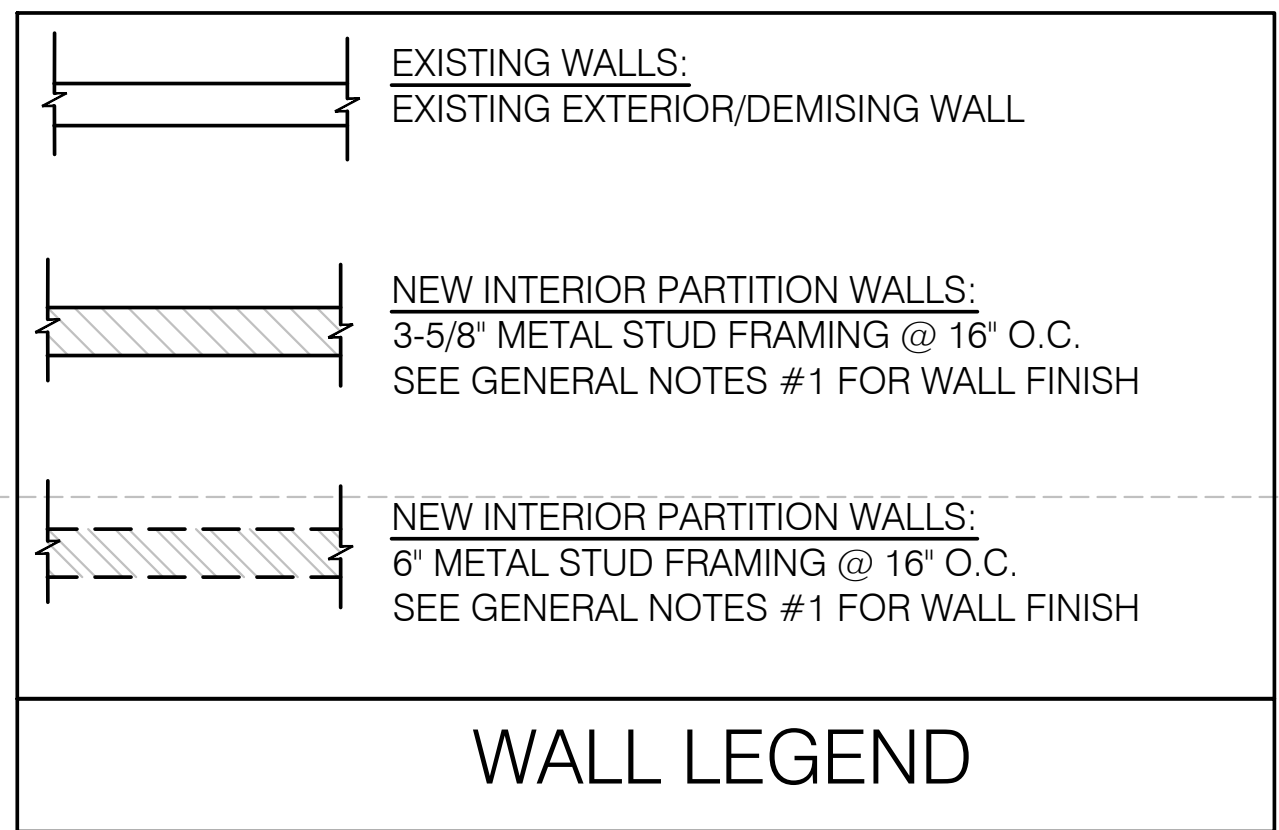 EXISTING WALLS:
EXISTING EXTERIOR/DEMISING WALL
NEW INTERIOR PARTITION WALLS:
3-5/8" METAL STUD FRAMING @ 16" O.C.
SEE GENERAL NOTES #1 FOR WALL FINISH
NEW INTERIOR PARTITION WALLS:
6" METAL STUD FRAMING @ 16" O.C.
SEE GENERAL NOTES #1 FOR WALL FINISH
WALL LEGEND